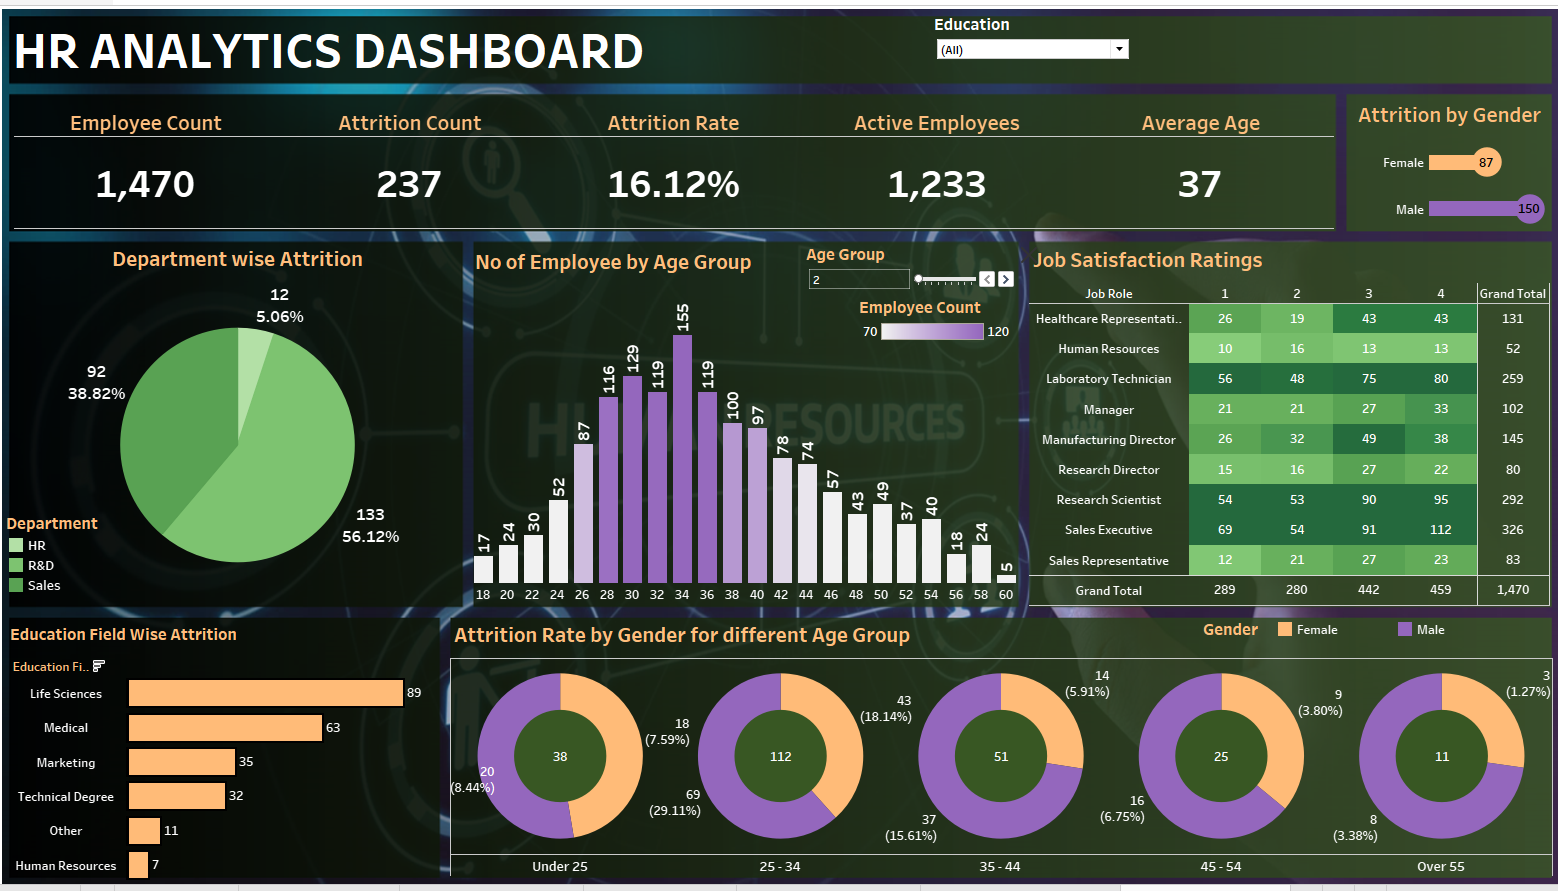 HR ANALYTICS DASHBOARD
Education
(All)
Employee Count
Attrition Count
Attrition Rate
Active Employees
Average Age
1,470
237
16.12%
1,233
37
Attrition by Gender
Female 87
Male 150
Department wise Attrition
12
5.06%
92
38.82%
133
56.12%
Department
HR
R&D
Sales
No of Employee by Age Group
Age Group
2
Employee Count
70 120
17 24 30 52 87 116 129 119 155 119 100 97 78 74 57 43 49 37 40 18 24 5
18 20 22 24 26 28 30 32 34 36 38 40 42 44 46 48 50 52 54 56 58 60
HUMAN RESOURCES
Job Satisfaction Ratings
Job Role 1 2 3 4 Grand Total
Healthcare Representati.. 26 19 43 43 131
Human Resources 10 16 13 13 52
Laboratory Technician 56 48 75 80 259
Manager 21 21 27 33 102
Manufacturing Director 26 32 49 38 145
Research Director 15 16 27 22 80
Research Scientist 54 53 90 95 292
Sales Executive 69 54 91 112 326
Sales Representative 12 21 27 23 83
Grand Total 289 280 442 459 1,470
Education Field Wise Attrition
Education Fi..
Life Sciences 89
Medical 63
Marketing 35
Technical Degree 32
Other 11
Human Resources 7
Attrition Rate by Gender for different Age Group
Gender Female Male
38
18
(7.59%)
20
(8.44%)
112
43
(18.14%)
69
(29.11%)
51
14
(5.91%)
37
(15.61%)
25
9
(3.80%)
16
(6.75%)
11
3
(1.27%)
8
(3.38%)
Under 25
25 - 34
35 - 44
45 - 54
Over 55